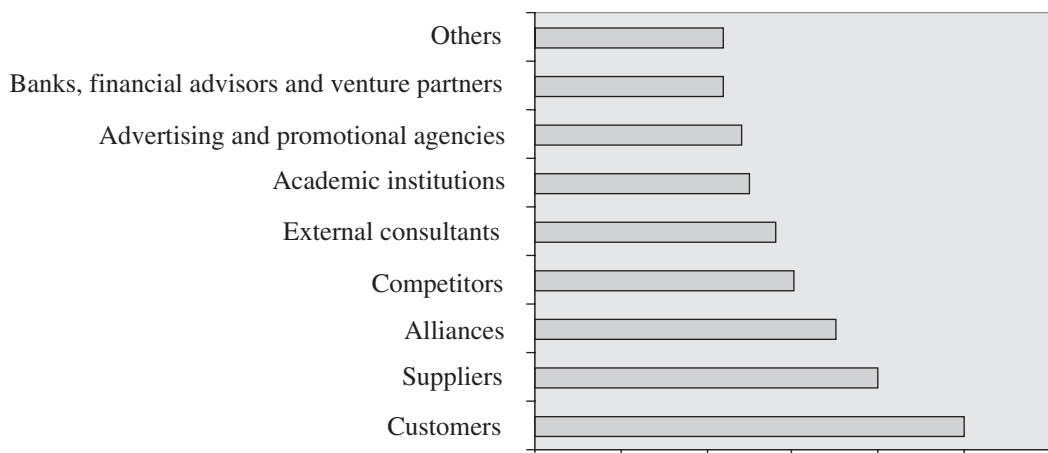 Others
Banks, financial advisors and venture partners
Advertising and promotional agencies
Academic institutions
External consultants
Competitors
Alliances
Suppliers
Customers